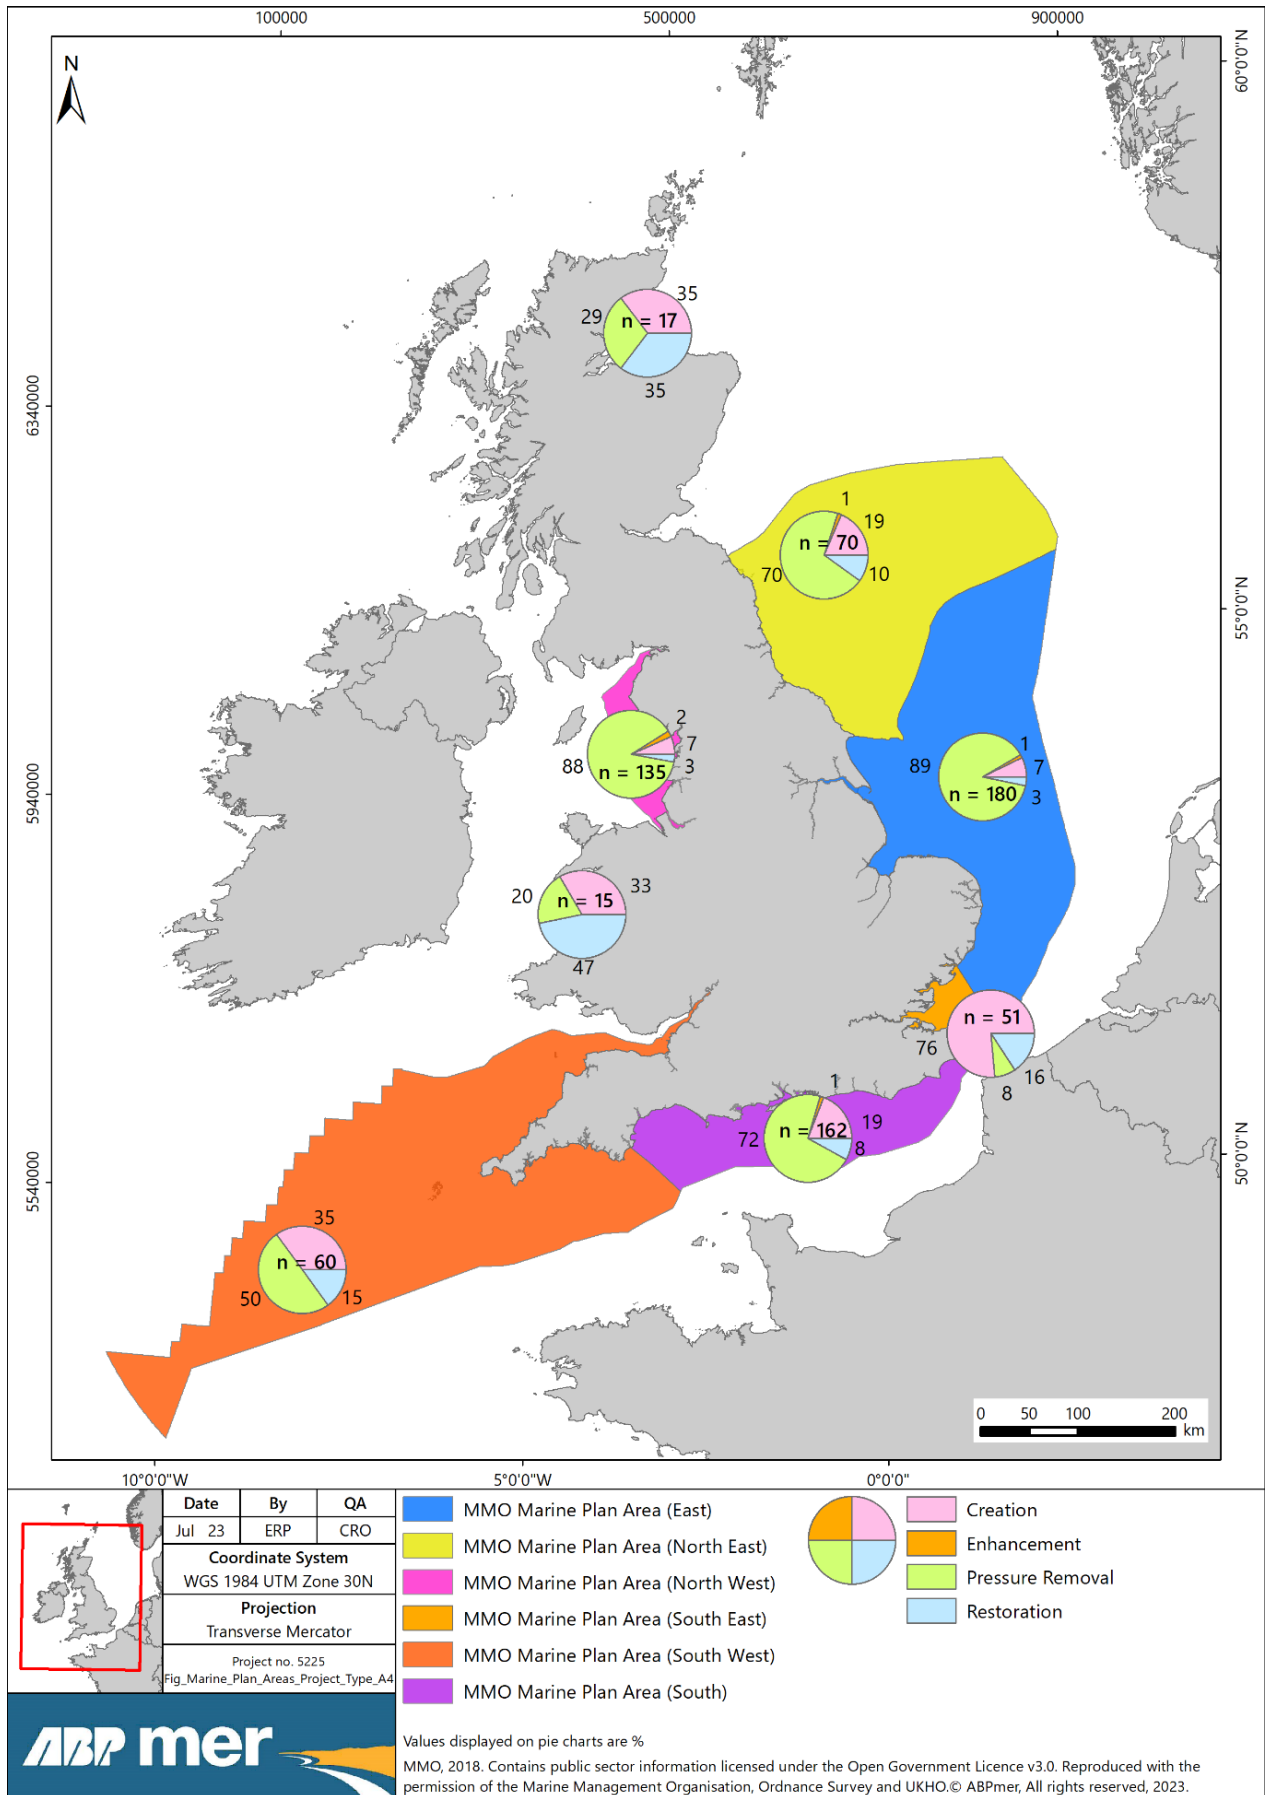 100000
500000
900000
N
60°0'0"N
35
29
n = 17
35
6340000
1
19
n = 70
70
10
55°0'0"N
2
7
88
3
n = 135
1
89
7
n = 180
3
5940000
33
20
n = 15
47
n = 51
76
16
8
1
n = 162
19
72
8
50°0'0"N
5540000
35
n = 60
50
15
0 50 100 200
km
10°0'0"W
5°0'0"W
0°0'0"
Date By QA
Jul 23 ERP CRO
Coordinate System
WGS 1984 UTM Zone 30N
Projection
Transverse Mercator
Project no. 5225
Fig_Marine_Plan_Areas_Project_Type_A4
ABP mer
MMO Marine Plan Area (East)
MMO Marine Plan Area (North East)
MMO Marine Plan Area (North West)
MMO Marine Plan Area (South East)
MMO Marine Plan Area (South West)
MMO Marine Plan Area (South)
Creation
Enhancement
Pressure Removal
Restoration
Values displayed on pie charts are %
MMO, 2018. Contains public sector information licensed under the Open Government Licence v3.0. Reproduced with the
permission of the Marine Management Organisation, Ordnance Survey and UKHO.© ABPmer, All rights reserved, 2023.